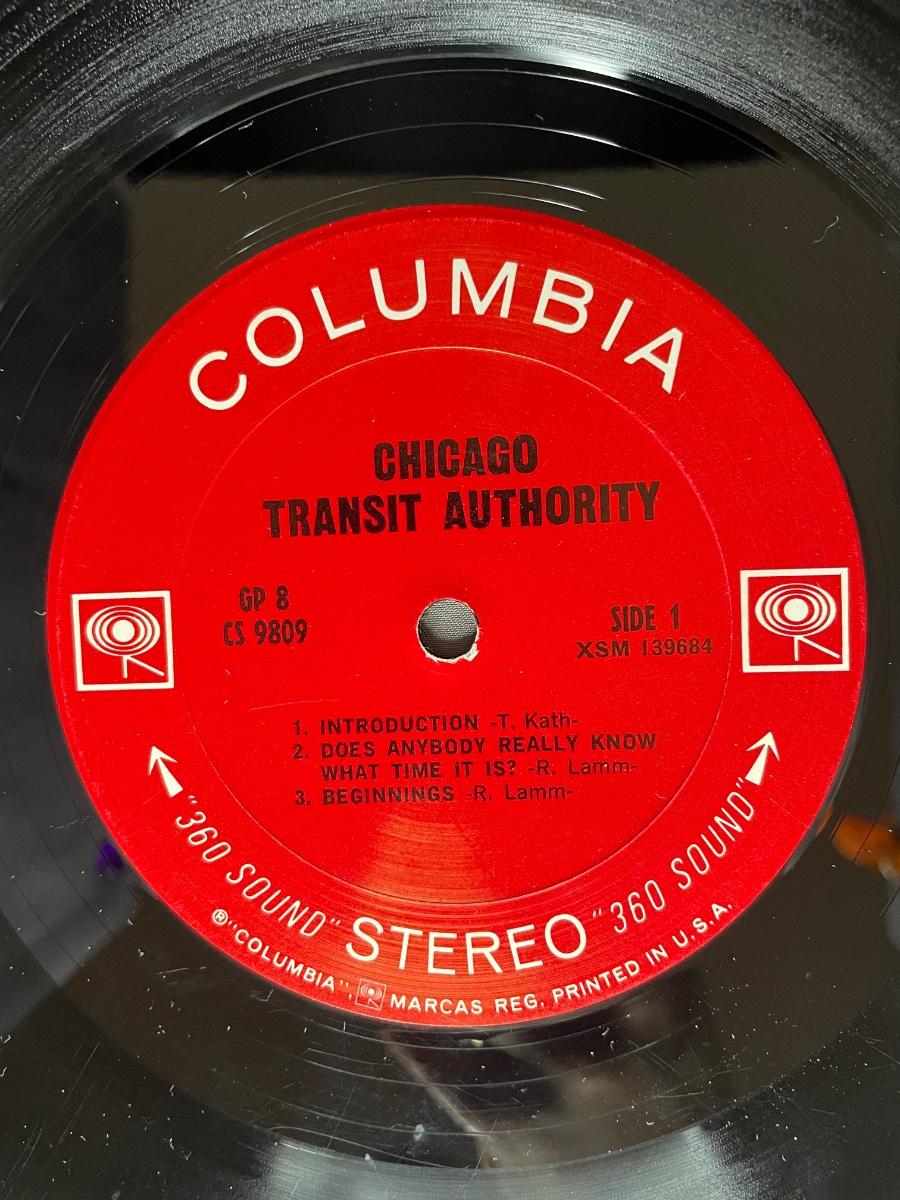 COLUMBIA
CHICAGO
TRANSIT AUTHORITY
GP 8
CS 9809
SIDE 1
XSM 139684
1. INTRODUCTION -T. Kath-
2. DOES ANYBODY REALLY KNOW
WHAT TIME IT IS? -R. Lamm-
3. BEGINNINGS -R. Lamm-
"360 SOUND" STEREO "360 SOUND"
®"COLUMBIA", MARCAS REG. PRINTED IN U.S.A.